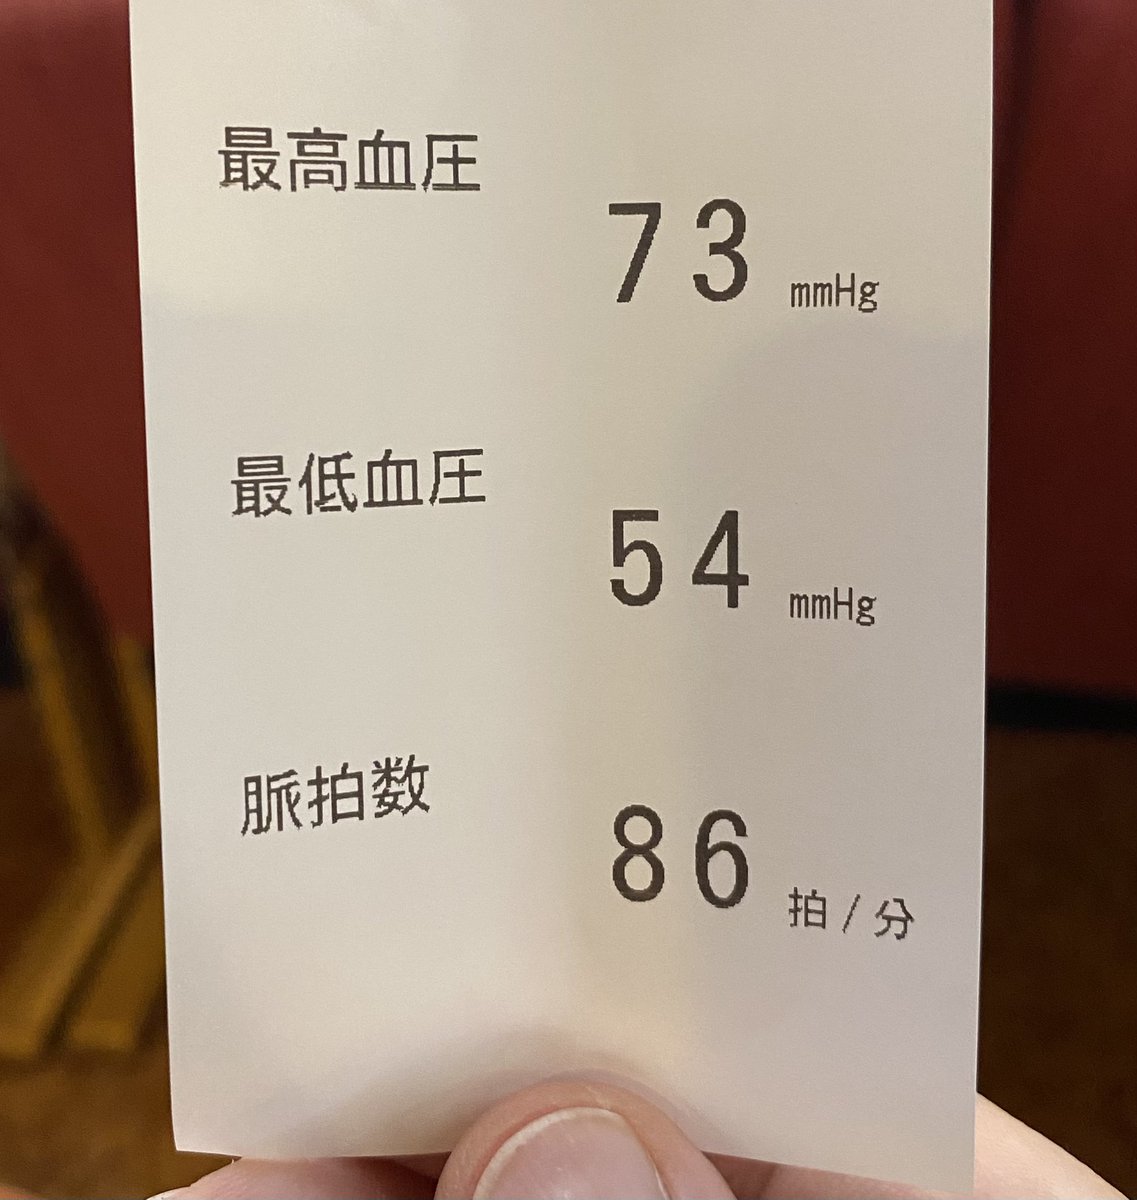 最高血圧
73 mmHg
最低血圧
54 mmHg
脈拍数
86 拍/分